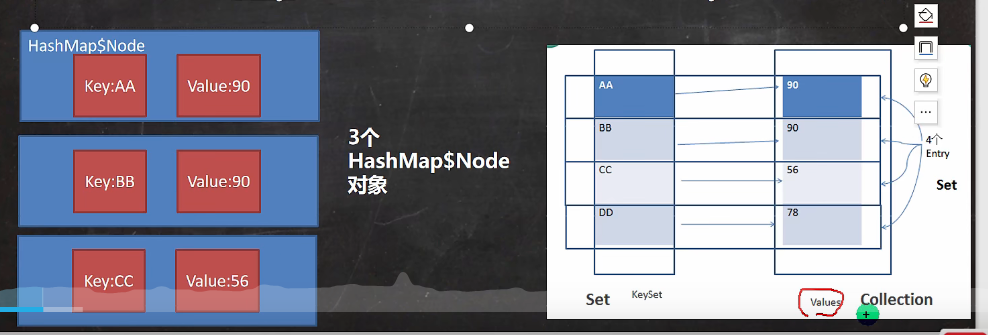 HashMap$Node
Key:AA
Value:90
Key:BB
Value:90
Key:CC
Value:56
3个
HashMap$Node
对象
AA
90
BB
90
CC
56
DD
78
4个
Entry
Set
Set
KeySet
Values
Collection